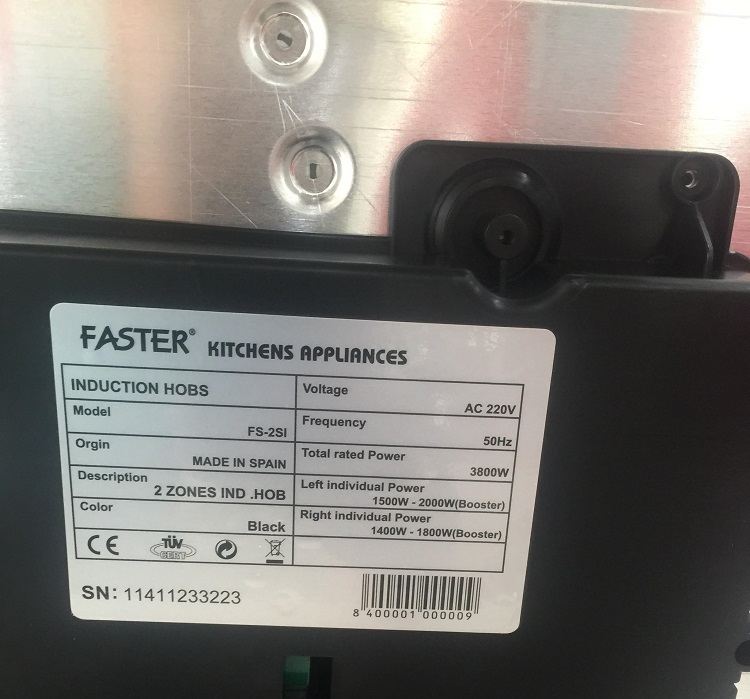 FASTER® KITCHENS APPLIANCES
INDUCTION HOBS
Model
FS-2SI
Orgin
MADE IN SPAIN
Description
2 ZONES IND .HOB
Color
Black
Voltage
AC 220V
Frequency
50Hz
Total rated Power
3800W
Left individual Power
1500W - 2000W(Booster)
Right individual Power
1400W - 1800W(Booster)
CE TÜV CERT
SN: 11411233223
8 400001 000009